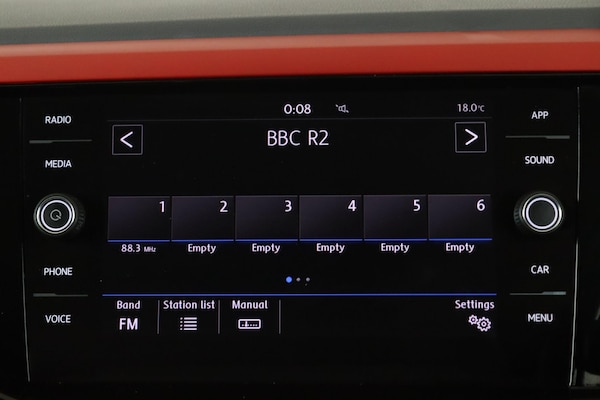 RADIO
MEDIA
PHONE
VOICE
0:08
18.0°C
BBC R2
1 2 3 4 5 6
88.3 MHz Empty Empty Empty Empty Empty
Band Station list Manual Settings
FM
APP
SOUND
CAR
MENU